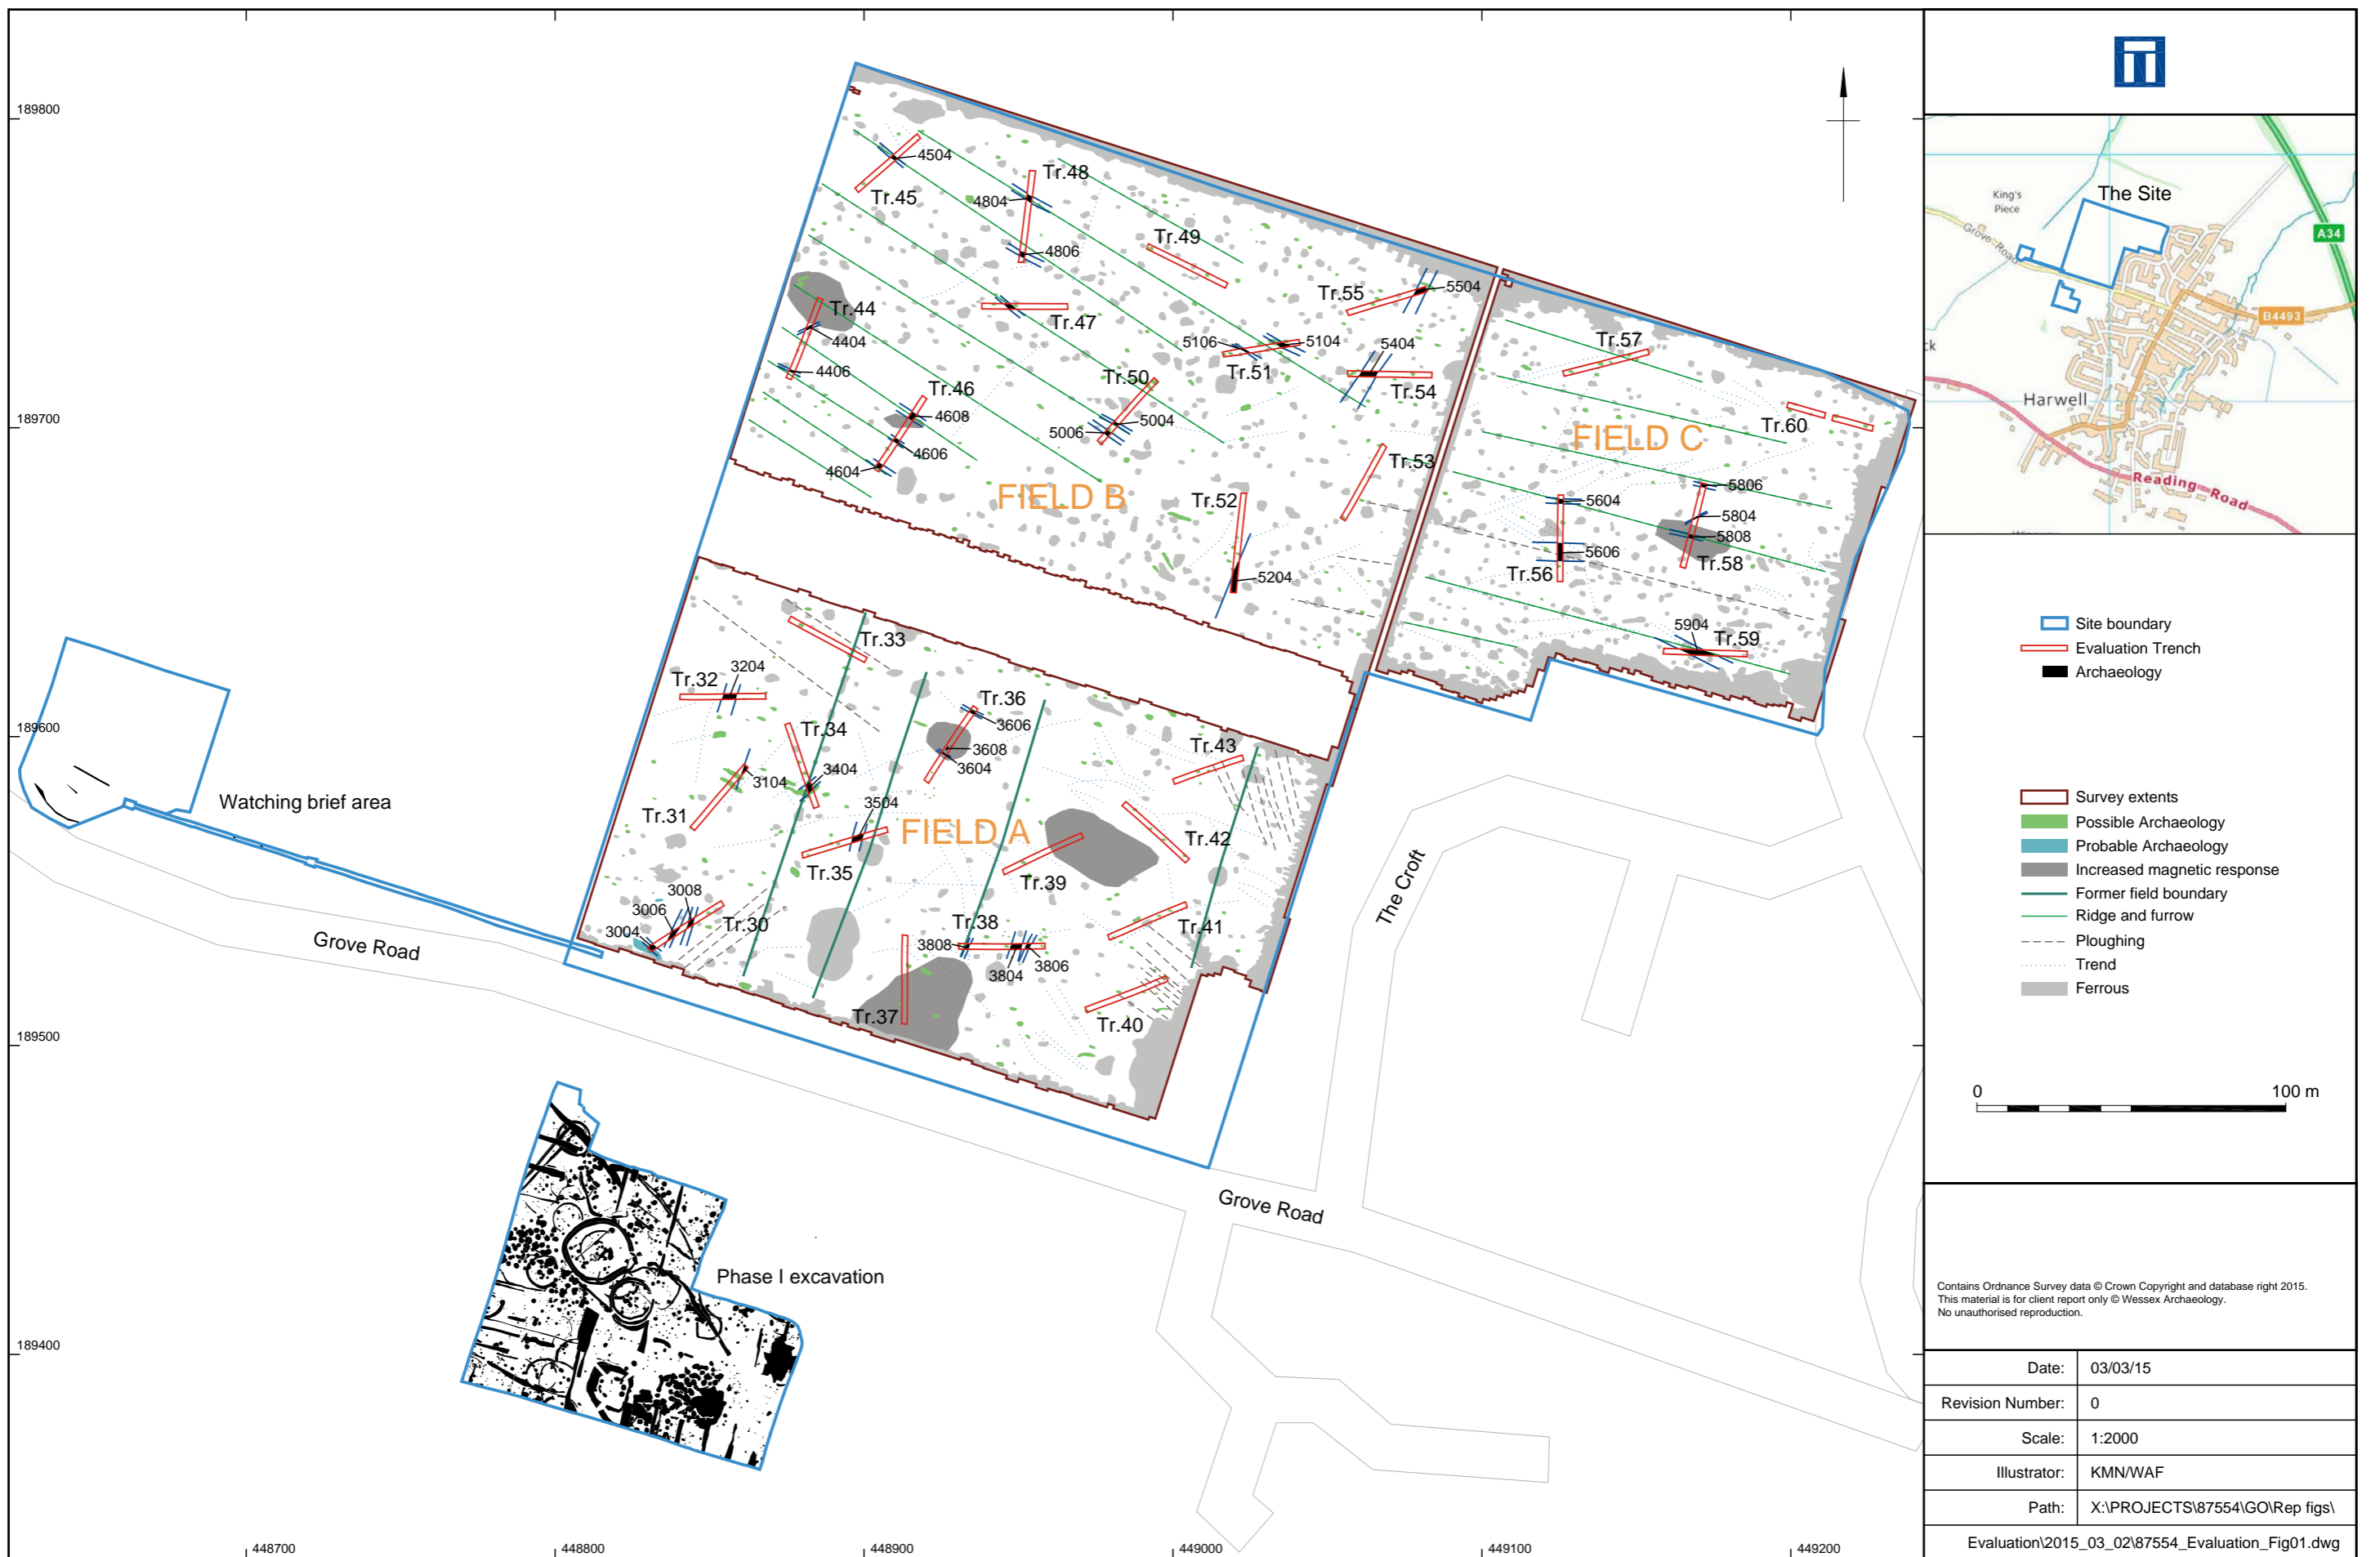 189800
189700
189600
189500
189400
448700
448800
448900
449000
449100
449200
4504
Tr.45
Tr.48
4804
4806
Tr.49
Tr.44
4404
4406
Tr.47
Tr.55
5504
5106
5104
Tr.51
5404
Tr.54
Tr.46
4608
4606
4604
Tr.50
5004
5006
Tr.53
FIELD B
Tr.52
5204
Tr.57
Tr.60
FIELD C
5604
5606
Tr.56
5806
5804
5808
Tr.58
5904
Tr.59
Tr.33
Tr.32
3204
Tr.34
Tr.36
3606
3608
3604
Tr.43
3104
3404
Tr.31
3504
FIELD A
Tr.35
Tr.42
Tr.39
3008
3006
3004
Tr.30
Tr.38
3808
3804
3806
Tr.41
Tr.37
Tr.40
Watching brief area
Grove Road
The Croft
Grove Road
Phase I excavation
King's
Piece
The Site
Grove Road
A34
B4493
ck
Harwell
Reading Road
Site boundary
Evaluation Trench
Archaeology
Survey extents
Possible Archaeology
Probable Archaeology
Increased magnetic response
Former field boundary
Ridge and furrow
Ploughing
Trend
Ferrous
0 100 m
Contains Ordnance Survey data © Crown Copyright and database right 2015.
This material is for client report only © Wessex Archaeology.
No unauthorised reproduction.
Date: 03/03/15
Revision Number: 0
Scale: 1:2000
Illustrator: KMN/WAF
Path: X:\PROJECTS\87554\GO\Rep figs\
Evaluation\2015_03_02\87554_Evaluation_Fig01.dwg